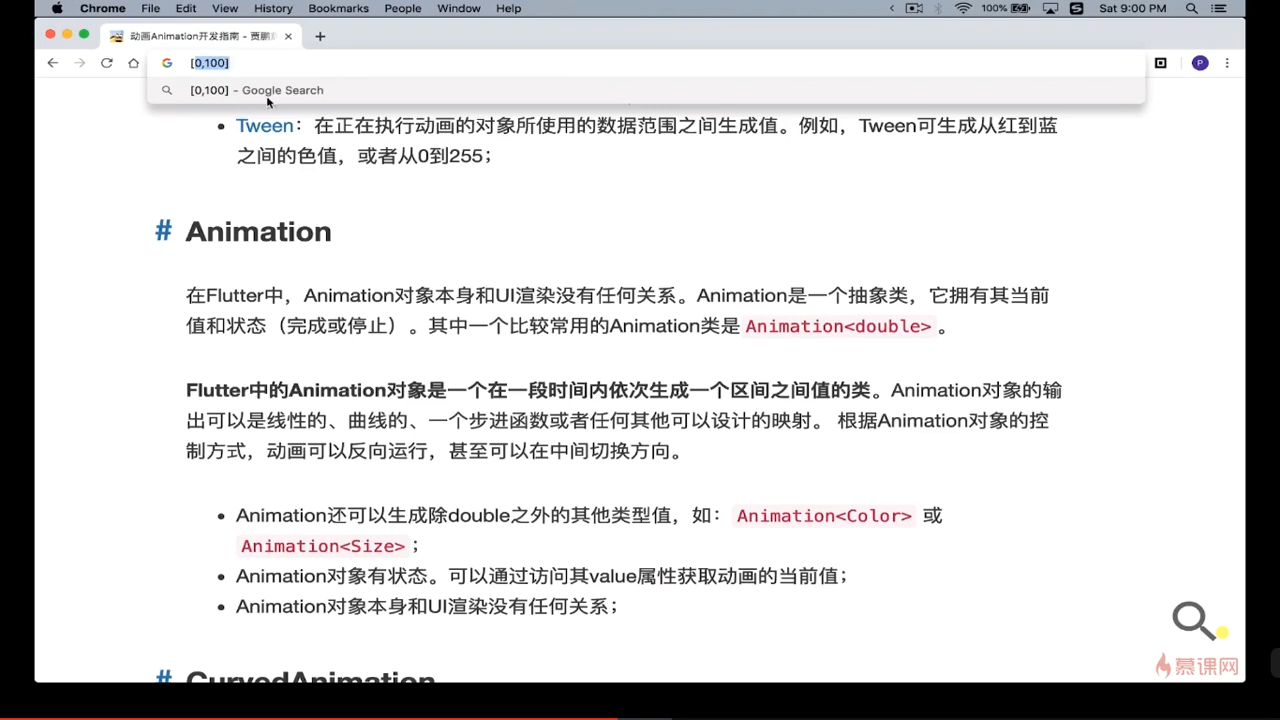 Chrome File Edit View History Bookmarks People Window Help 100% Sat 9:00 PM
动画Animation开发指南 - 贾鹏
[0,100]
[0,100] - Google Search
Tween：在正在执行动画的对象所使用的数据范围之间生成值。例如，Tween可生成从红到蓝
之间的色值，或者从0到255；
# Animation
在Flutter中，Animation对象本身和UI渲染没有任何关系。Animation是一个抽象类，它拥有其当前
值和状态（完成或停止）。其中一个比较常用的Animation类是Animation<double>。
Flutter中的Animation对象是一个在一段时间内依次生成一个区间之间值的类。Animation对象的输
出可以是线性的、曲线的、一个步进函数或者任何其他可以设计的映射。 根据Animation对象的控
制方式，动画可以反向运行，甚至可以在中间切换方向。
Animation还可以生成除double之外的其他类型值，如：Animation<Color> 或
Animation<Size>；
Animation对象有状态。可以通过访问其value属性获取动画的当前值；
Animation对象本身和UI渲染没有任何关系；
# CurvedAnimation
慕课网